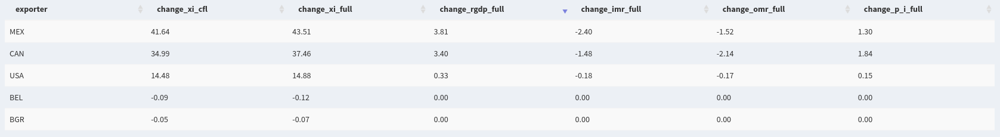 exporter change_xi_cfl change_xi_full change_rgdp_full change_imr_full change_omr_full change_p_i_full
MEX 41.64 43.51 3.81 -2.40 -1.52 1.30
CAN 34.99 37.46 3.40 -1.48 -2.14 1.84
USA 14.48 14.88 0.33 -0.18 -0.17 0.15
BEL -0.09 -0.12 0.00 0.00 0.00 0.00
BGR -0.05 -0.07 0.00 0.00 0.00 0.00